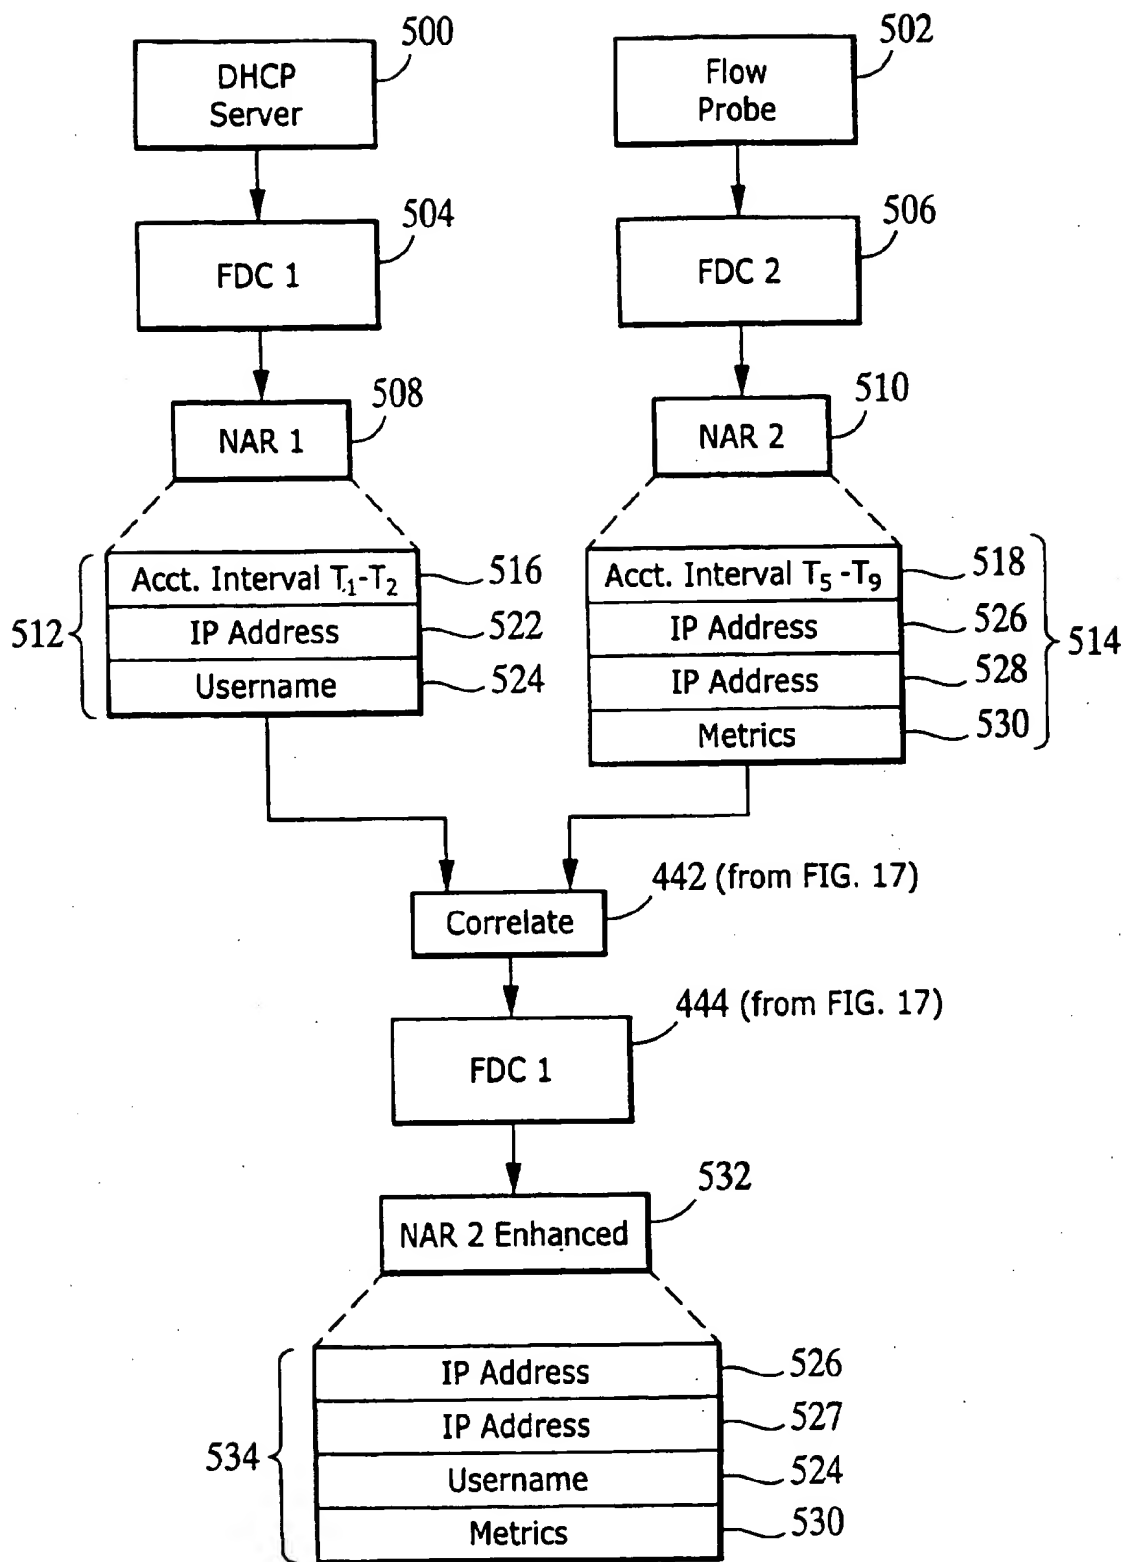 500
DHCP
Server
502
Flow
Probe
504
FDC 1
506
FDC 2
508
NAR 1
510
NAR 2
512
Acct. Interval T1-T2
516
IP Address
522
Username
524
Acct. Interval T5-T9
518
IP Address
526
IP Address
528
Metrics
530
514
442 (from FIG. 17)
Correlate
444 (from FIG. 17)
FDC 1
532
NAR 2 Enhanced
534
IP Address
526
IP Address
527
Username
524
Metrics
530